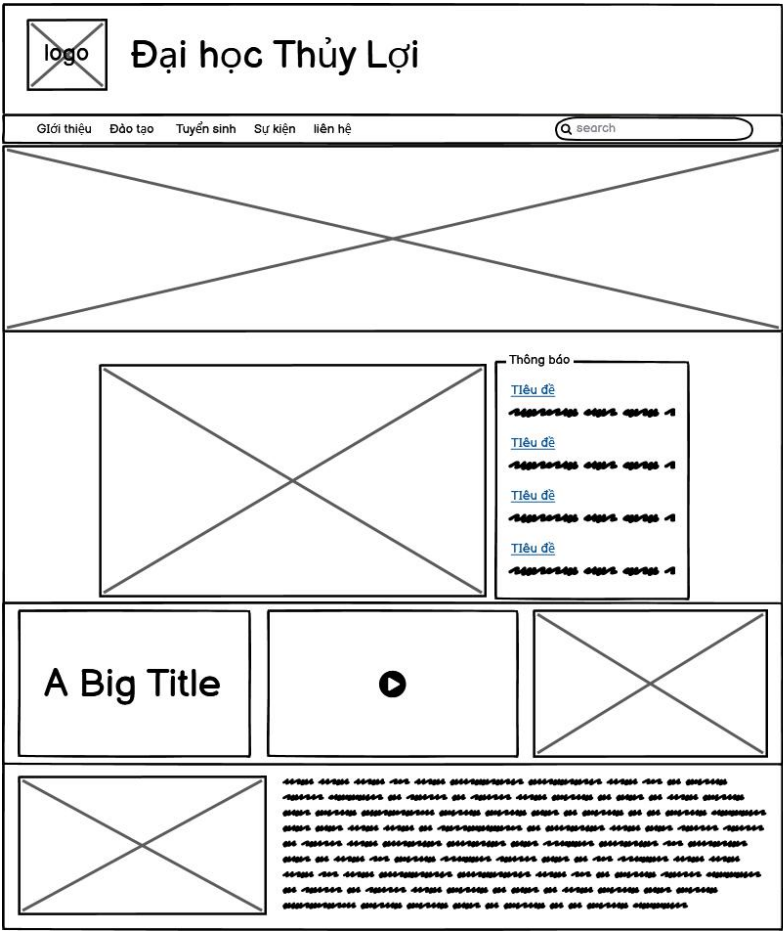 logo
Đại học Thủy Lợi
GIới thiệu Đào tạo Tuyển sinh Sự kiện liên hệ search
Thông báo
TIêu đề
TIêu đề
TIêu đề
TIêu đề
A Big Title